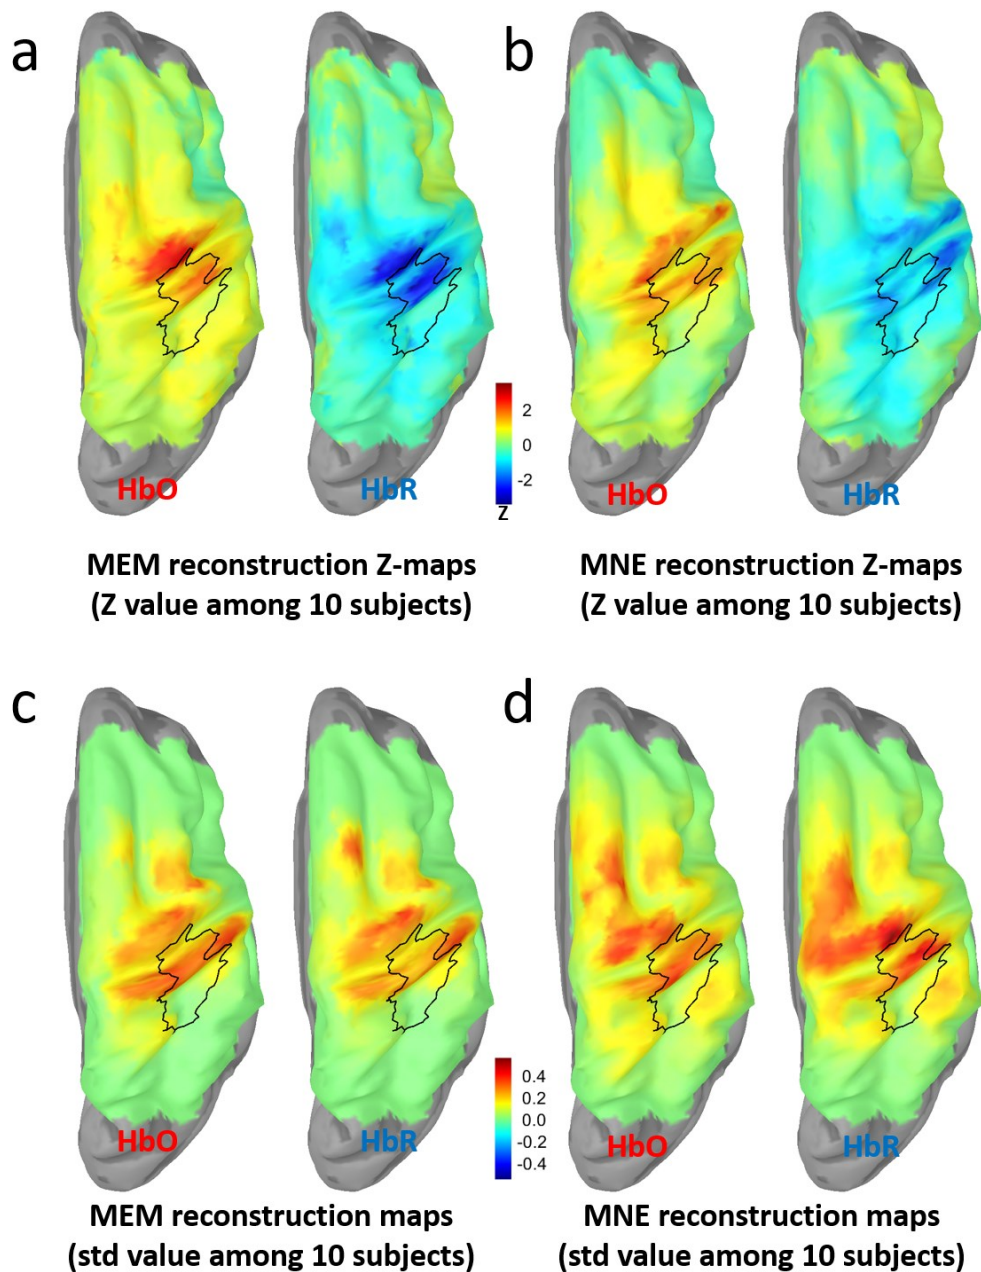 a
b
2
0
-2
Z
HbO
HbR
HbO
HbR
MEM reconstruction Z-maps
(Z value among 10 subjects)
MNE reconstruction Z-maps
(Z value among 10 subjects)
c
d
0.4
0.2
0.0
-0.2
-0.4
HbO
HbR
HbO
HbR
MEM reconstruction maps
(std value among 10 subjects)
MNE reconstruction maps
(std value among 10 subjects)